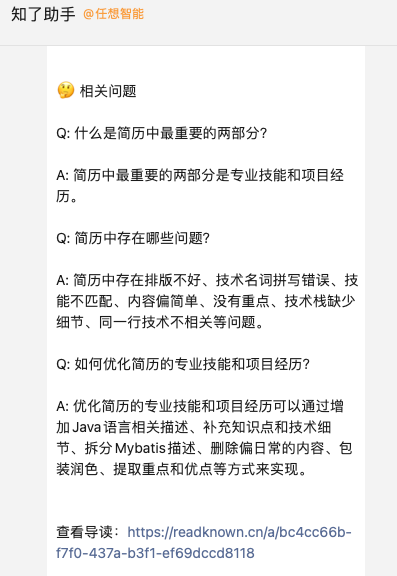 知了助手 @任想智能
🤔 相关问题
Q: 什么是简历中最重要的两部分?
A: 简历中最重要的两部分是专业技能和项目经
历。
Q: 简历中存在哪些问题?
A: 简历中存在排版不好、技术名词拼写错误、技
能不匹配、内容偏简单、没有重点、技术栈缺少
细节、同一行技术不相关等问题。
Q: 如何优化简历的专业技能和项目经历?
A: 优化简历的专业技能和项目经历可以通过增
加Java语言相关描述、补充知识点和技术细
节、拆分Mybatis描述、删除偏日常的内容、包
装润色、提取重点和优点等方式来实现。
查看导读：https://readknown.cn/a/bc4cc66b-
f7f0-437a-b3f1-ef69dccd8118